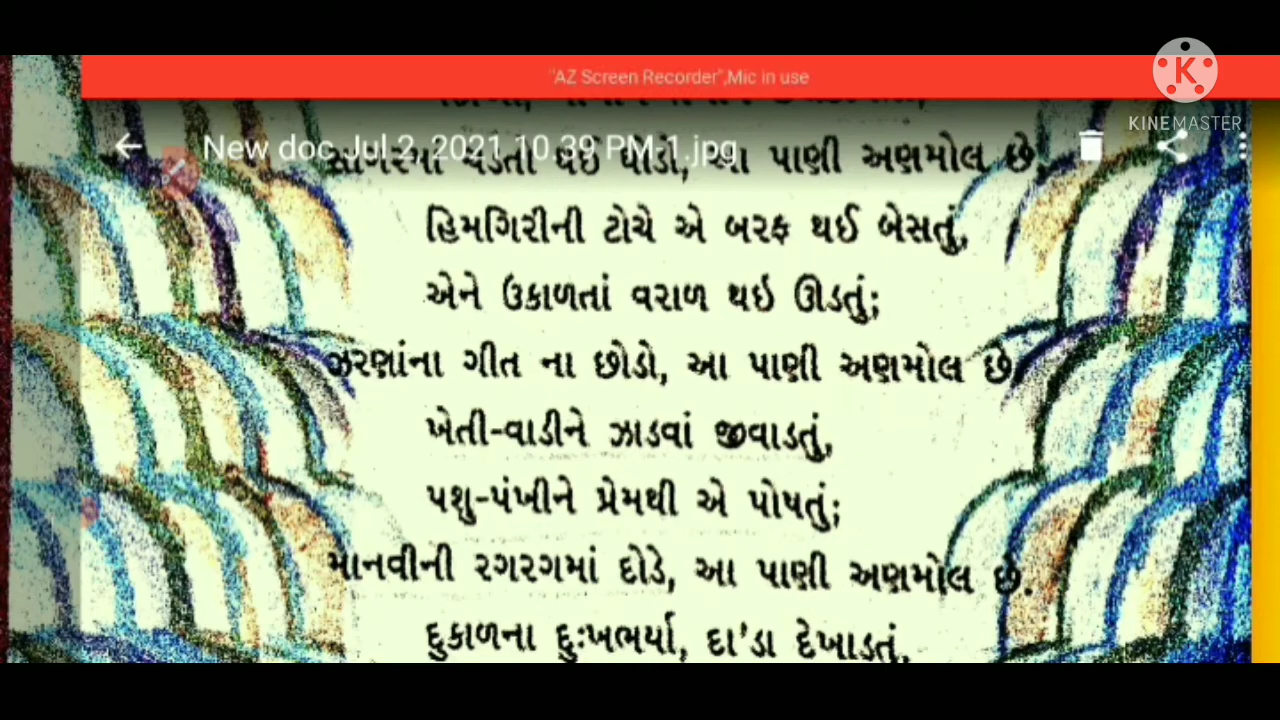 "AZ Screen Recorder",Mic in use
KINEMASTER
New doc Jul 2, 2021 10.39 PM-1.jpg
ચડતો થઈ ઘોડો, આ પાણી અણમોલ છે.
હિમગિરીની ટોચે એ બરફ થઈ બેસતું,
એને ઉકાળતાં વરાળ થઇ ઊડતું;
ઝરણાંના ગીત ના છોડો, આ પાણી અણમોલ છે
ખેતી-વાડીને ઝાડવાં જીવાડતું,
પશુ-પંખીને પ્રેમથી એ પોષતું;
માનવીની રગરગમાં દોડે, આ પાણી અણમોલ છે.
દુકાળના દુઃખભર્યા, દા'ડા દેખાડતું,